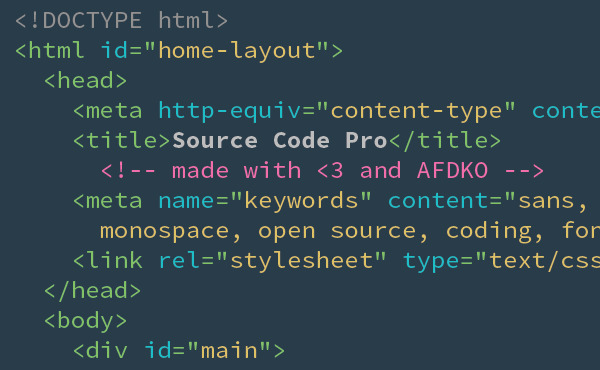 <!DOCTYPE html>
<html id="home-layout">
<head>
<meta http-equiv="content-type" conte
<title>Source Code Pro</title>
<!-- made with <3 and AFDKO -->
<meta name="keywords" content="sans,
monospace, open source, coding, fon
<link rel="stylesheet" type="text/css
</head>
<body>
<div id="main">